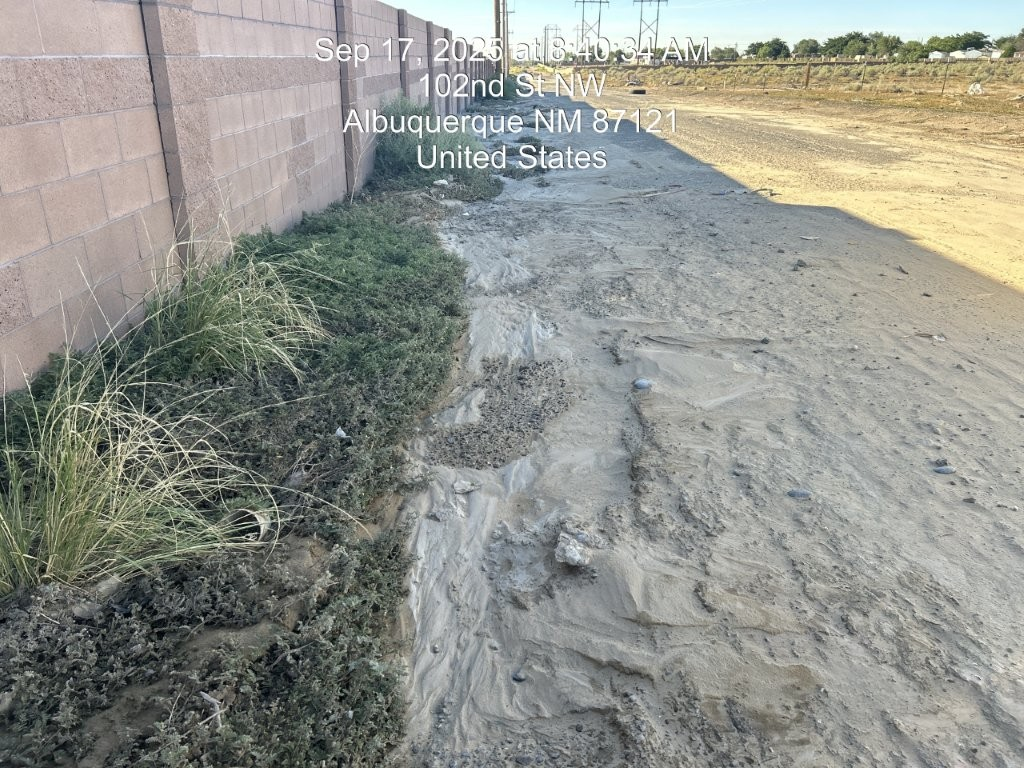 Sep 17, 2025 at 8:40:34 AM
102nd St NW
Albuquerque NM 87121
United States